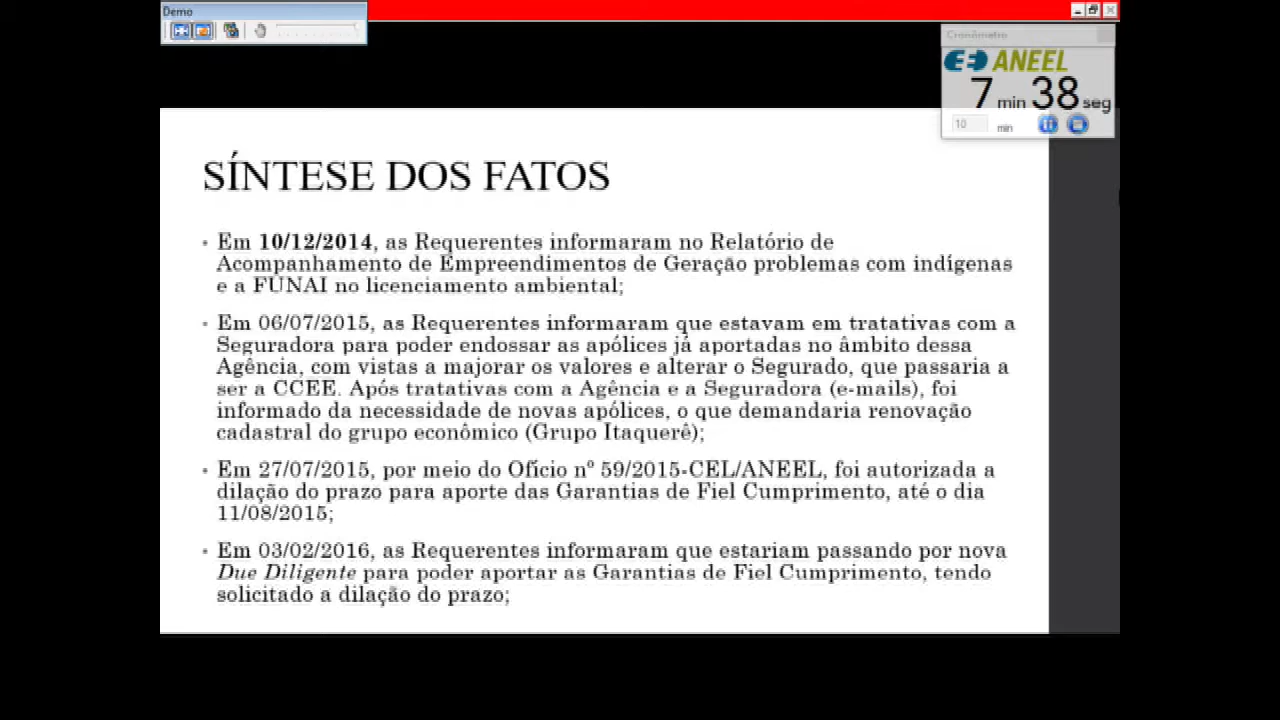 Demo
Cronômetro
ANEEL
7 min 38 seg
10 min
SÍNTESE DOS FATOS
• Em 10/12/2014, as Requerentes informaram no Relatório de
Acompanhamento de Empreendimentos de Geração problemas com indígenas
e a FUNAI no licenciamento ambiental;
• Em 06/07/2015, as Requerentes informaram que estavam em tratativas com a
Seguradora para poder endossar as apólices já aportadas no âmbito dessa
Agência, com vistas a majorar os valores e alterar o Segurado, que passaria a
ser a CCEE. Após tratativas com a Agência e a Seguradora (e-mails), foi
informado da necessidade de novas apólices, o que demandaria renovação
cadastral do grupo econômico (Grupo Itaquerê);
• Em 27/07/2015, por meio do Ofício nº 59/2015-CEL/ANEEL, foi autorizada a
dilação do prazo para aporte das Garantias de Fiel Cumprimento, até o dia
11/08/2015;
• Em 03/02/2016, as Requerentes informaram que estariam passando por nova
Due Diligente para poder aportar as Garantias de Fiel Cumprimento, tendo
solicitado a dilação do prazo;